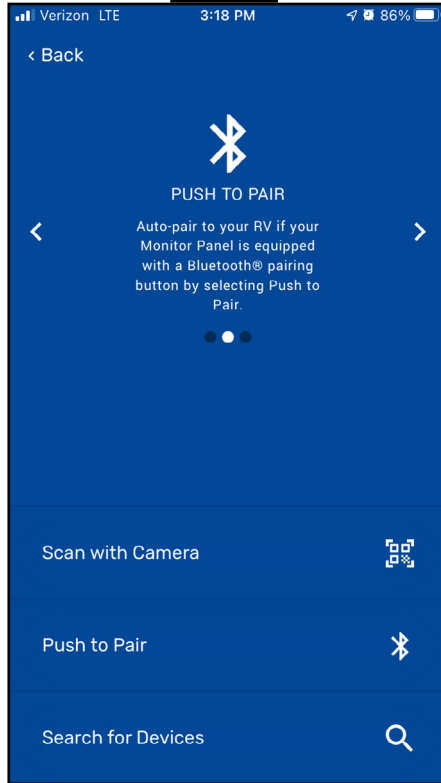 Verizon LTE 3:18 PM 86%
< Back
PUSH TO PAIR
Auto-pair to your RV if your
Monitor Panel is equipped
with a Bluetooth® pairing
button by selecting Push to
Pair.
Scan with Camera
Push to Pair
Search for Devices